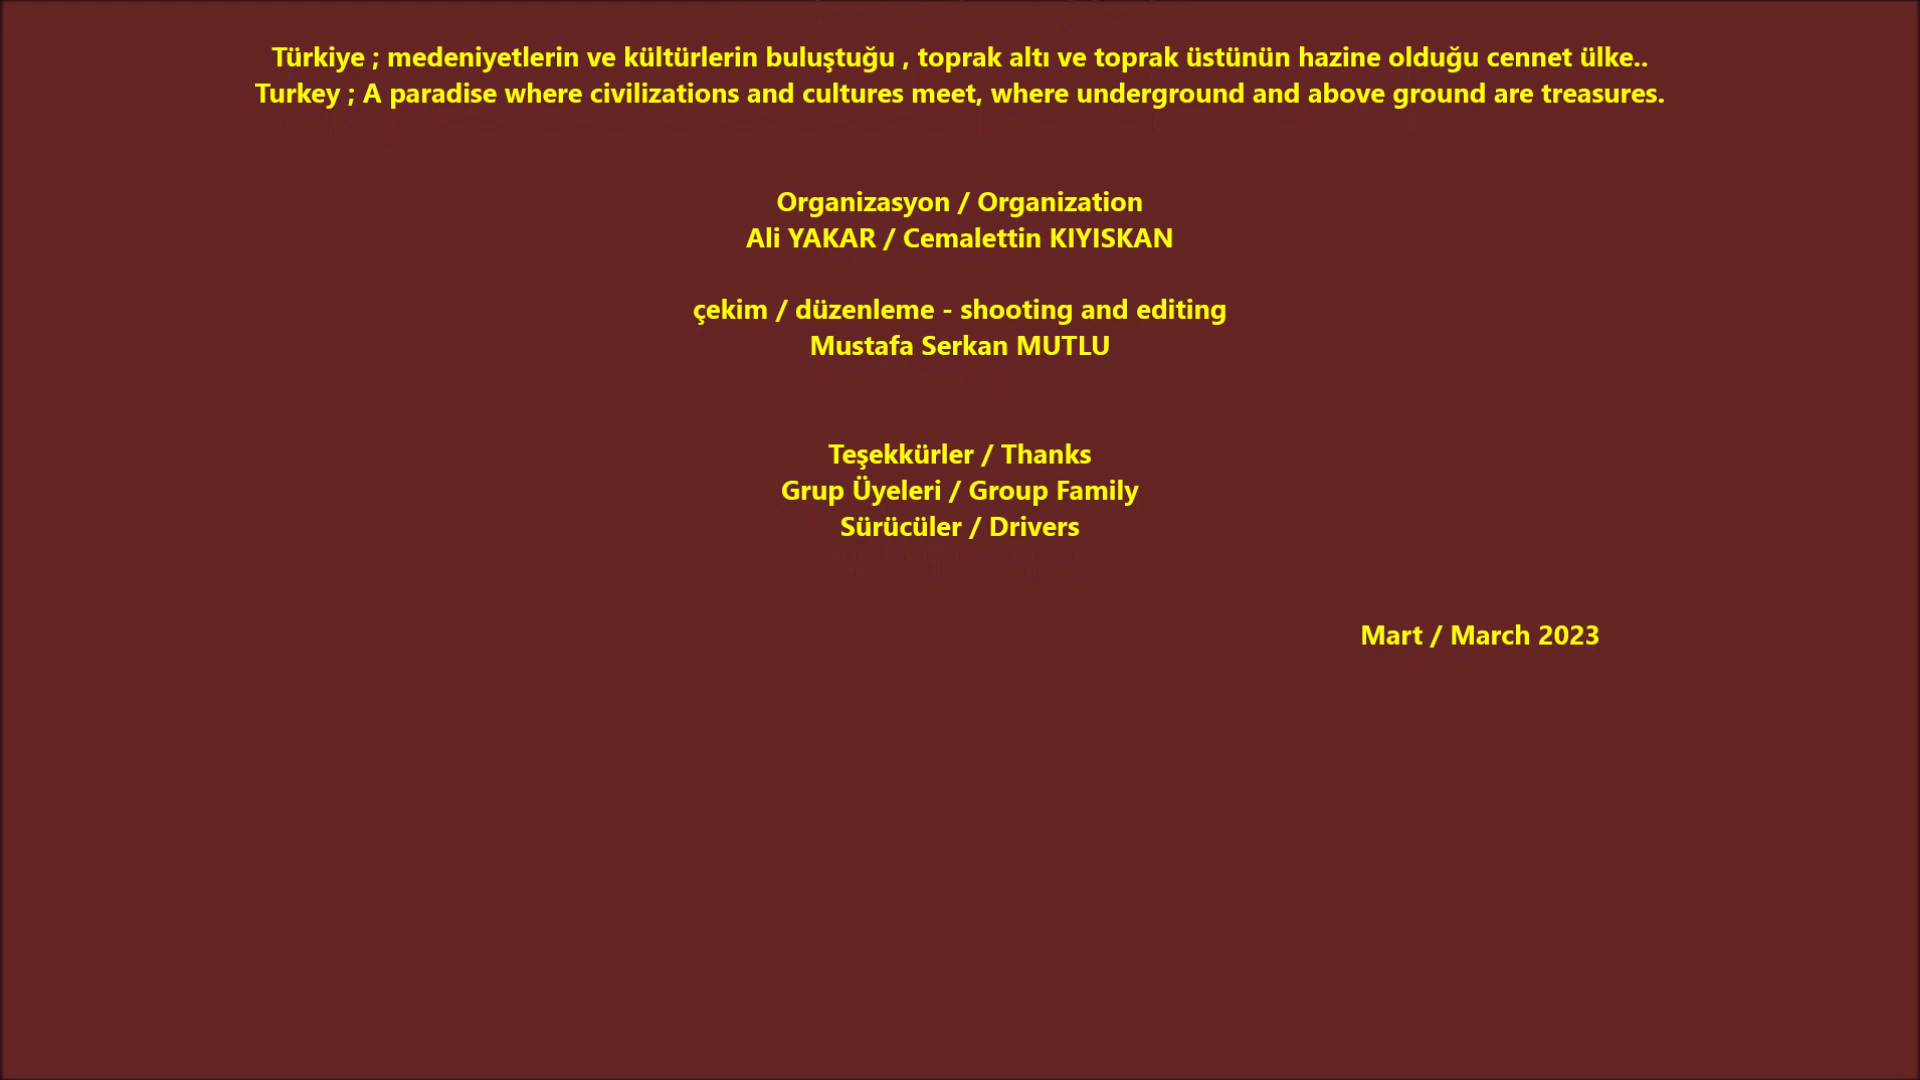 Türkiye ; medeniyetlerin ve kültürlerin buluştuğu , toprak altı ve toprak üstünün hazine olduğu cennet ülke..
Turkey ; A paradise where civilizations and cultures meet, where underground and above ground are treasures.
Organizasyon / Organization
Ali YAKAR / Cemalettin KIYISKAN
çekim / düzenleme - shooting and editing
Mustafa Serkan MUTLU
Teşekkürler / Thanks
Grup Üyeleri / Group Family
Sürücüler / Drivers
Mart / March 2023